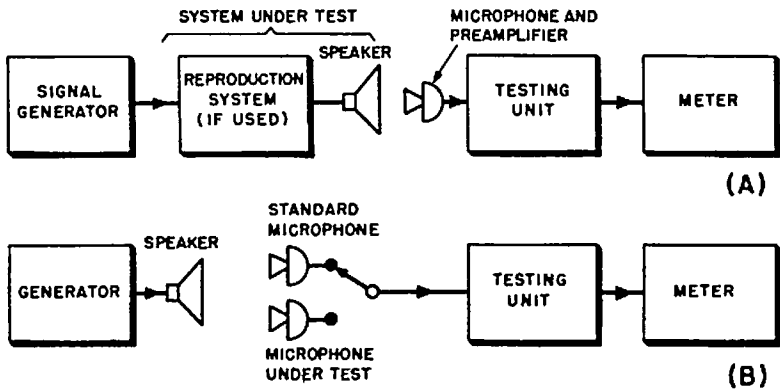 SYSTEM UNDER TEST
MICROPHONE AND
PREAMPLIFIER
SPEAKER
SIGNAL
GENERATOR
REPRODUCTION
SYSTEM
(IF USED)
TESTING
UNIT
METER
(A)
STANDARD
MICROPHONE
SPEAKER
GENERATOR
TESTING
UNIT
METER
MICROPHONE
UNDER TEST
(B)